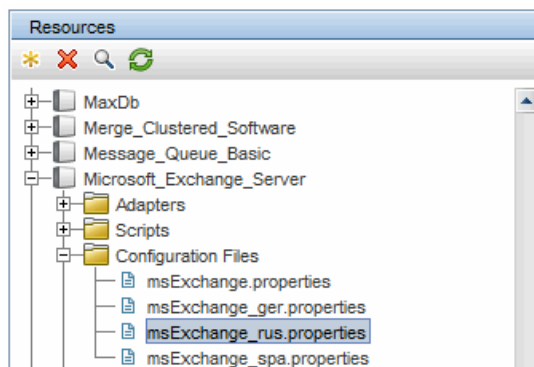 Resources
MaxDb
Merge_Clustered_Software
Message_Queue_Basic
Microsoft_Exchange_Server
Adapters
Scripts
Configuration Files
msExchange.properties
msExchange_ger.properties
msExchange_rus.properties
msExchange_spa.properties